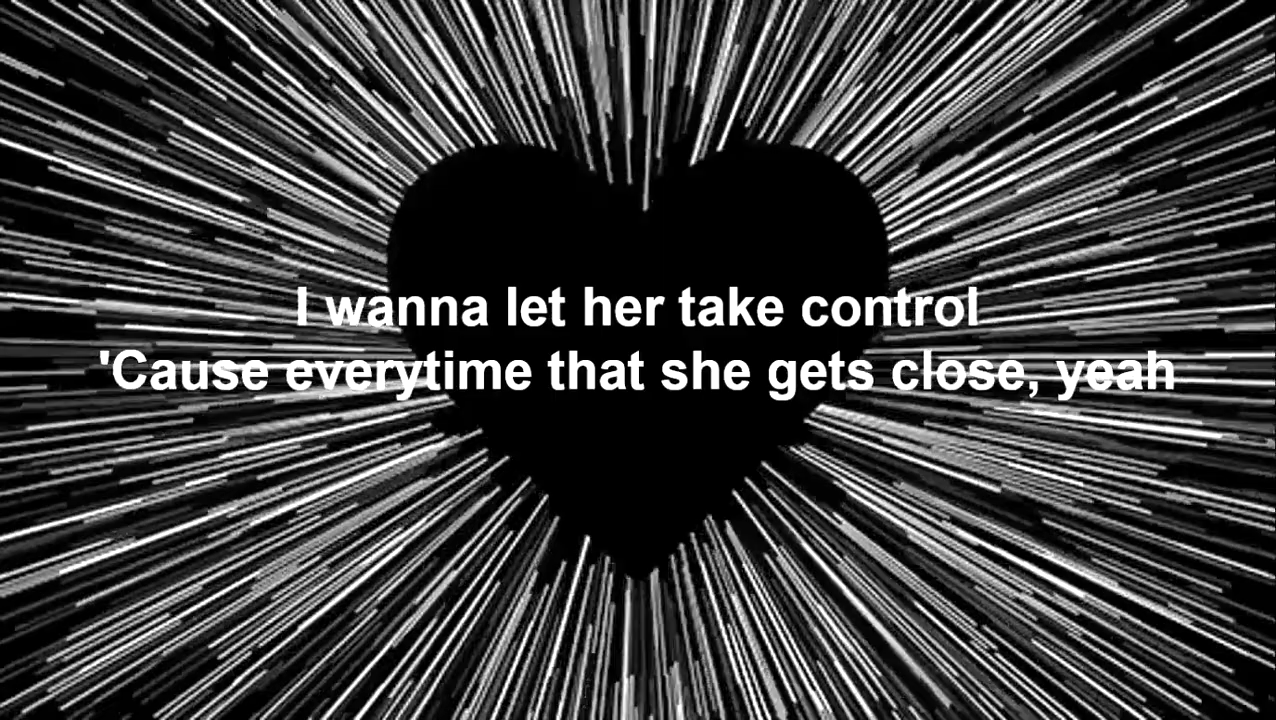 I wanna let her take control
'Cause everytime that she gets close, yeah